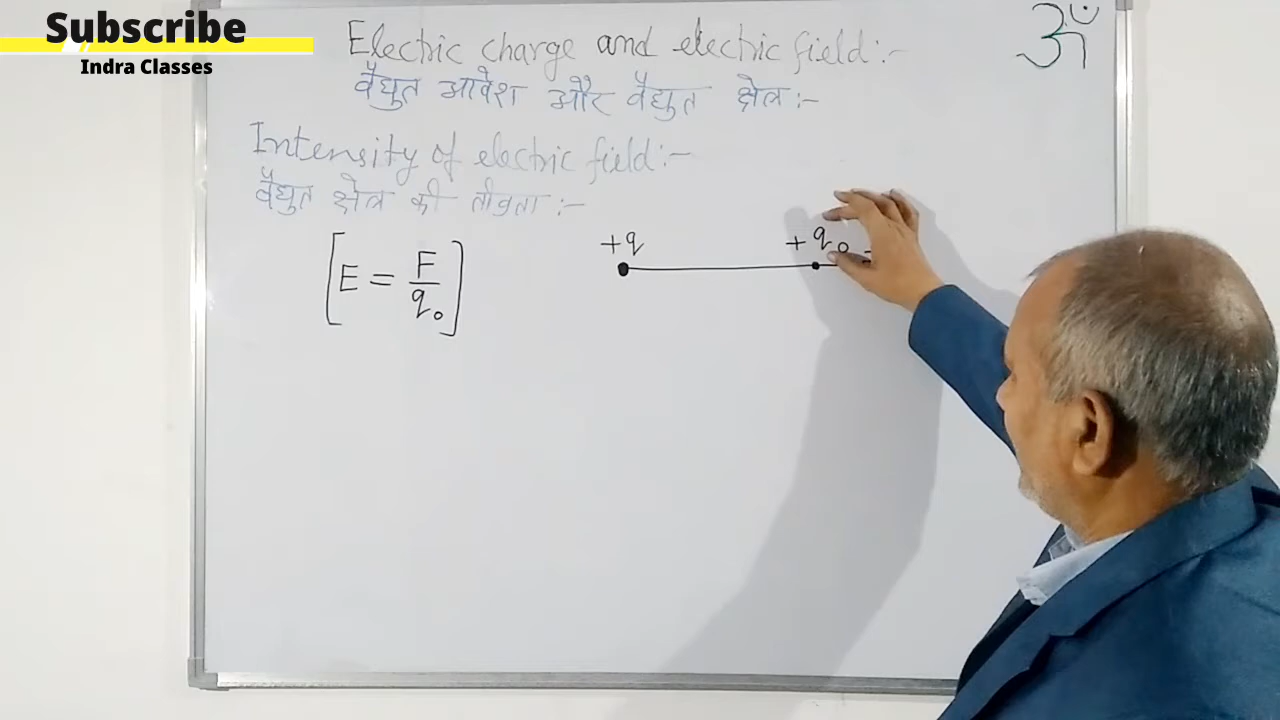 Subscribe
Indra Classes
ॐ
Electric charge and electric field:-
वैद्युत आवेश और वैद्युत क्षेत्र:-
Intensity of electric field:-
वैद्युत क्षेत्र की तीव्रता:-
[E = F/q₀]
+q
+q₀